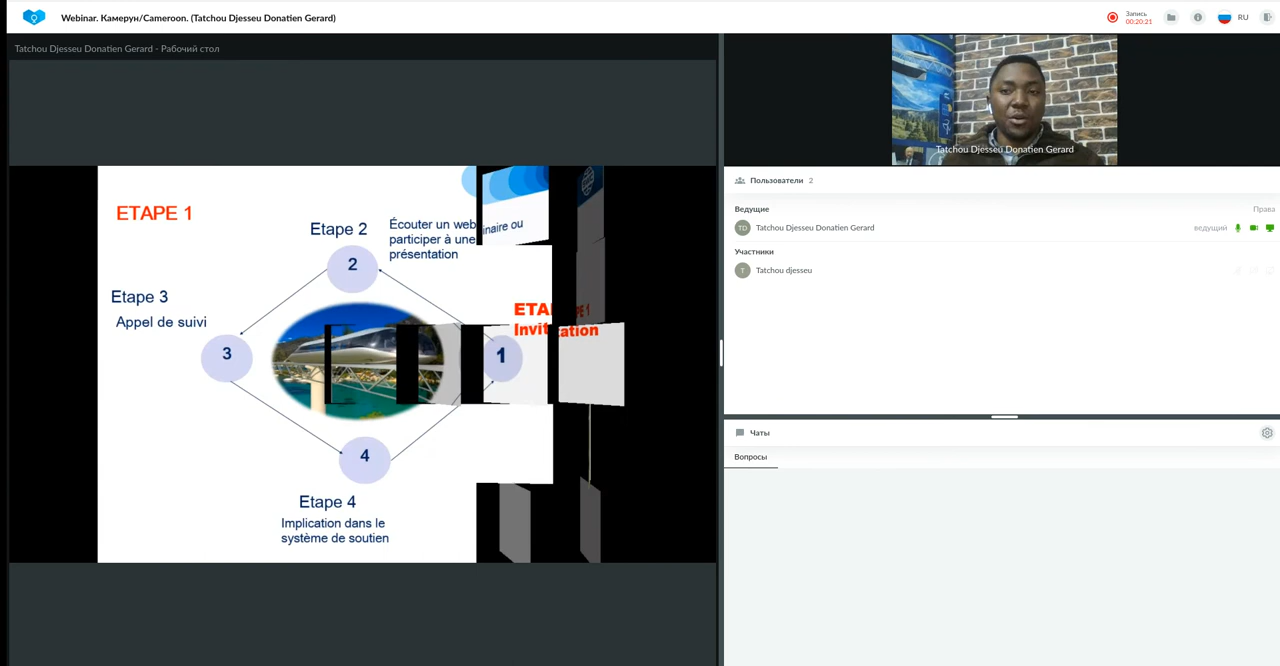 Webinar. Камерун/Cameroon. (Tatchou Djesseu Donatien Gerard)
Запись
00:20:21
RU
Tatchou Djesseu Donatien Gerard - Рабочий стол
ETAPE 1
Etape 2
Écouter un webinaire ou
participer à une
présentation
2
Etape 3
Appel de suivi
3
ETAPE 1
Invitation
1
4
Etape 4
Implication dans le
système de soutien
Tatchou Djesseu Donatien Gerard
Пользователи 2
Ведущие
Права
TD
Tatchou Djesseu Donatien Gerard
ведущий
Участники
T
Tatchou djesseu
Чаты
Вопросы